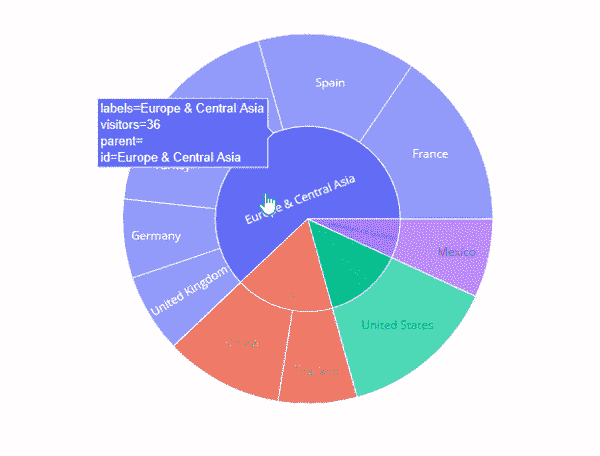 Spain
labels=Europe & Central Asia
visitors=36
parent=
id=Europe & Central Asia
France
Europe & Central Asia
Germany
Mexico
United Kingdom
United States